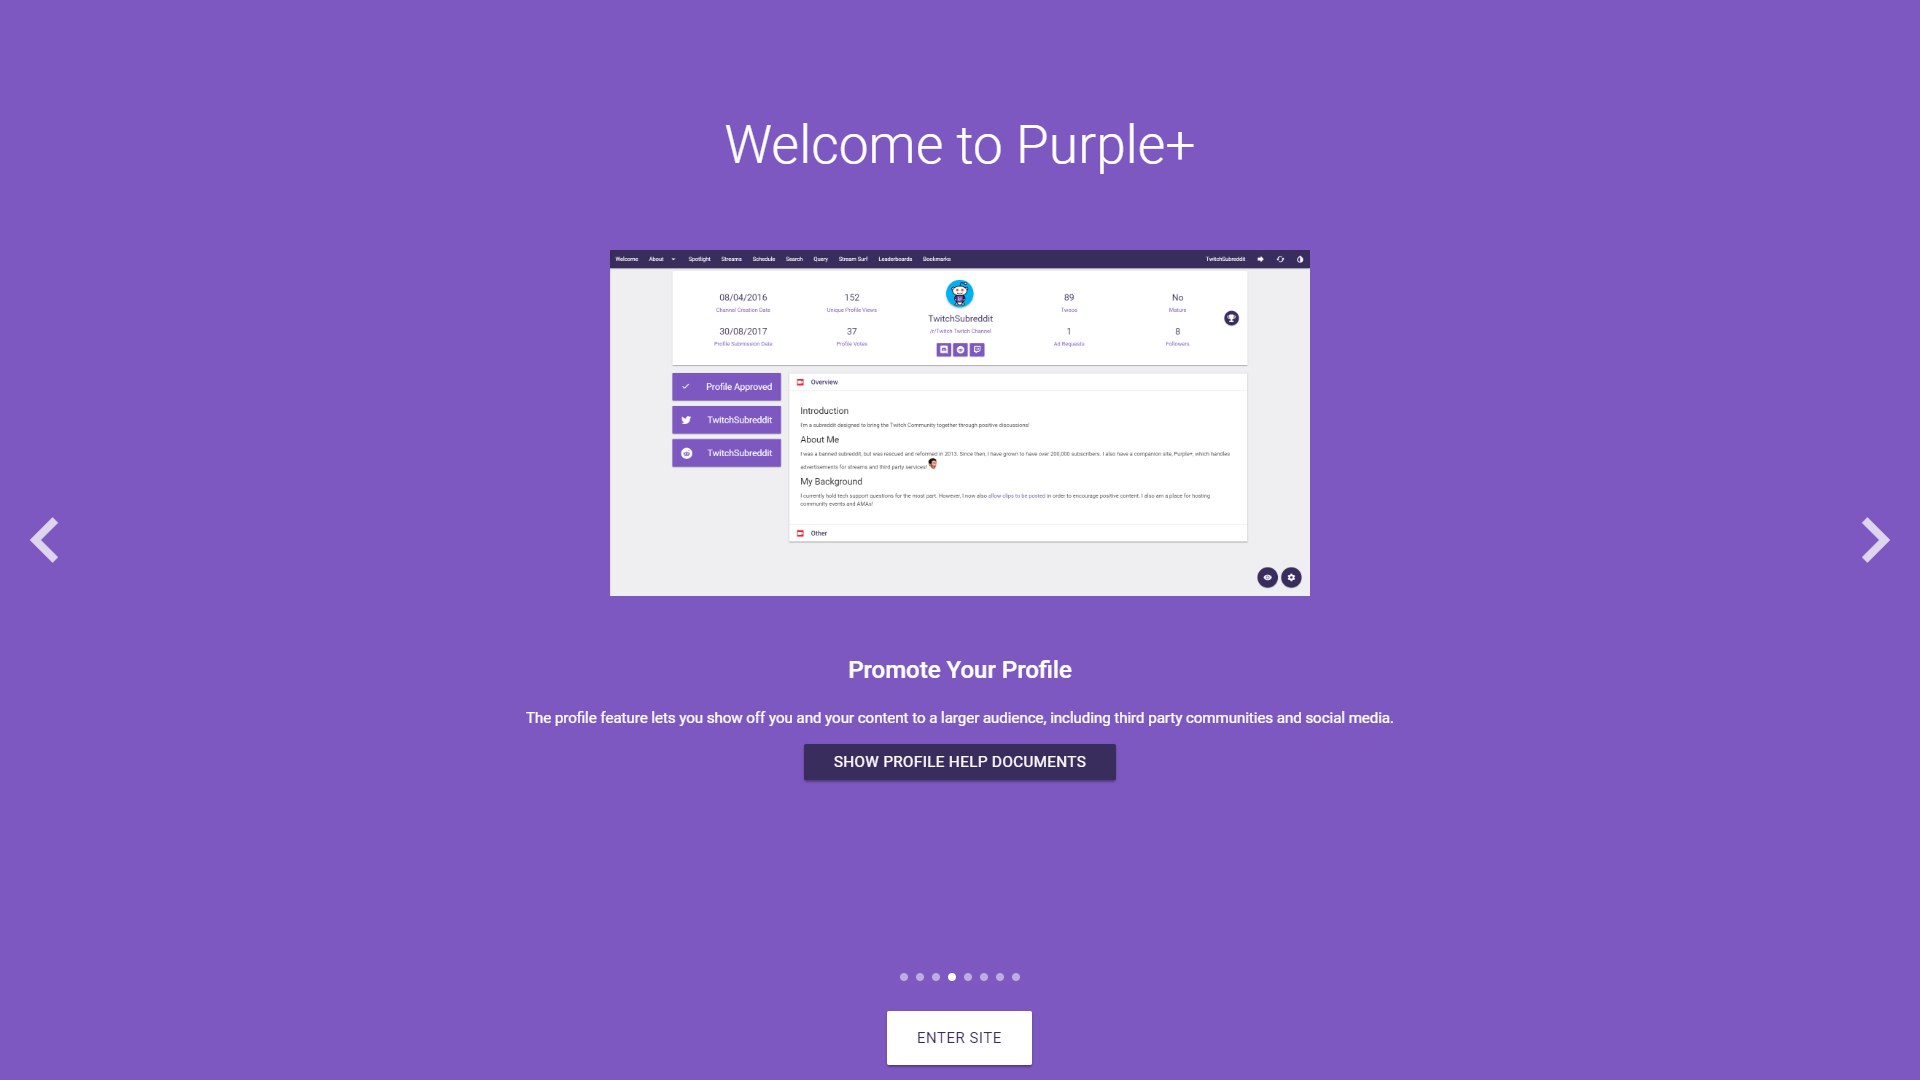 Welcome to Purple+
Welcome About Spotlight Streams Schedule Search Query Stream Surf Leaderboards Bookmarks TwitchSubreddit
08/04/2016 152 89 No
Channel Creation Date Unique Profile Views Twoos Mature
TwitchSubreddit
/r/Twitch Twitch Channel
30/08/2017 37 1 8
Profile Submission Date Profile Votes Ad Requests Followers
Profile Approved
TwitchSubreddit
TwitchSubreddit
Overview
Introduction
I'm a subreddit designed to bring the Twitch Community together through positive discussions!
About Me
I was a banned subreddit, but was rescued and reformed in 2013. Since then, I have grown to have over 200,000 subscribers. I also have a companion site, Purple+, which handles
advertisements for streams and third party services!
My Background
I currently hold tech support questions for the most part. However, I now also allow clips to be posted in order to encourage positive content. I also am a place for hosting
community events and AMAs!
Other
Promote Your Profile
The profile feature lets you show off you and your content to a larger audience, including third party communities and social media.
SHOW PROFILE HELP DOCUMENTS
ENTER SITE